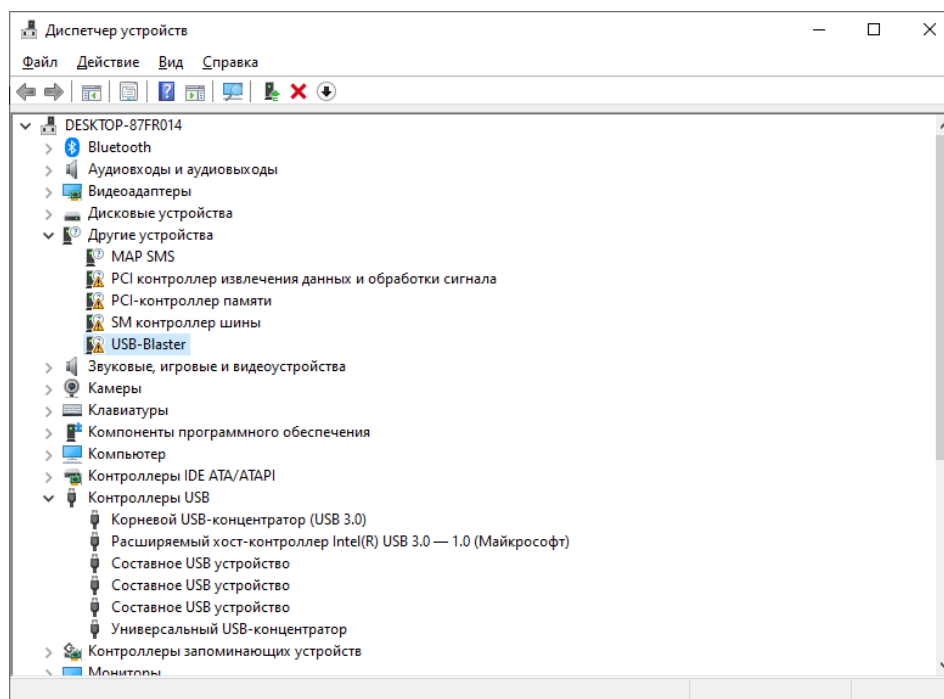 Диспетчер устройств
Файл Действие Вид Справка
DESKTOP-87FR014
Bluetooth
Аудиовходы и аудиовыходы
Видеоадаптеры
Дисковые устройства
Другие устройства
MAP SMS
PCI контроллер извлечения данных и обработки сигнала
PCI-контроллер памяти
SM контроллер шины
USB-Blaster
Звуковые, игровые и видеоустройства
Камеры
Клавиатуры
Компоненты программного обеспечения
Компьютер
Контроллеры IDE ATA/ATAPI
Контроллеры USB
Корневой USB-концентратор (USB 3.0)
Расширяемый хост-контроллер Intel(R) USB 3.0 — 1.0 (Майкрософт)
Составное USB устройство
Составное USB устройство
Составное USB устройство
Универсальный USB-концентратор
Контроллеры запоминающих устройств
Мониторы